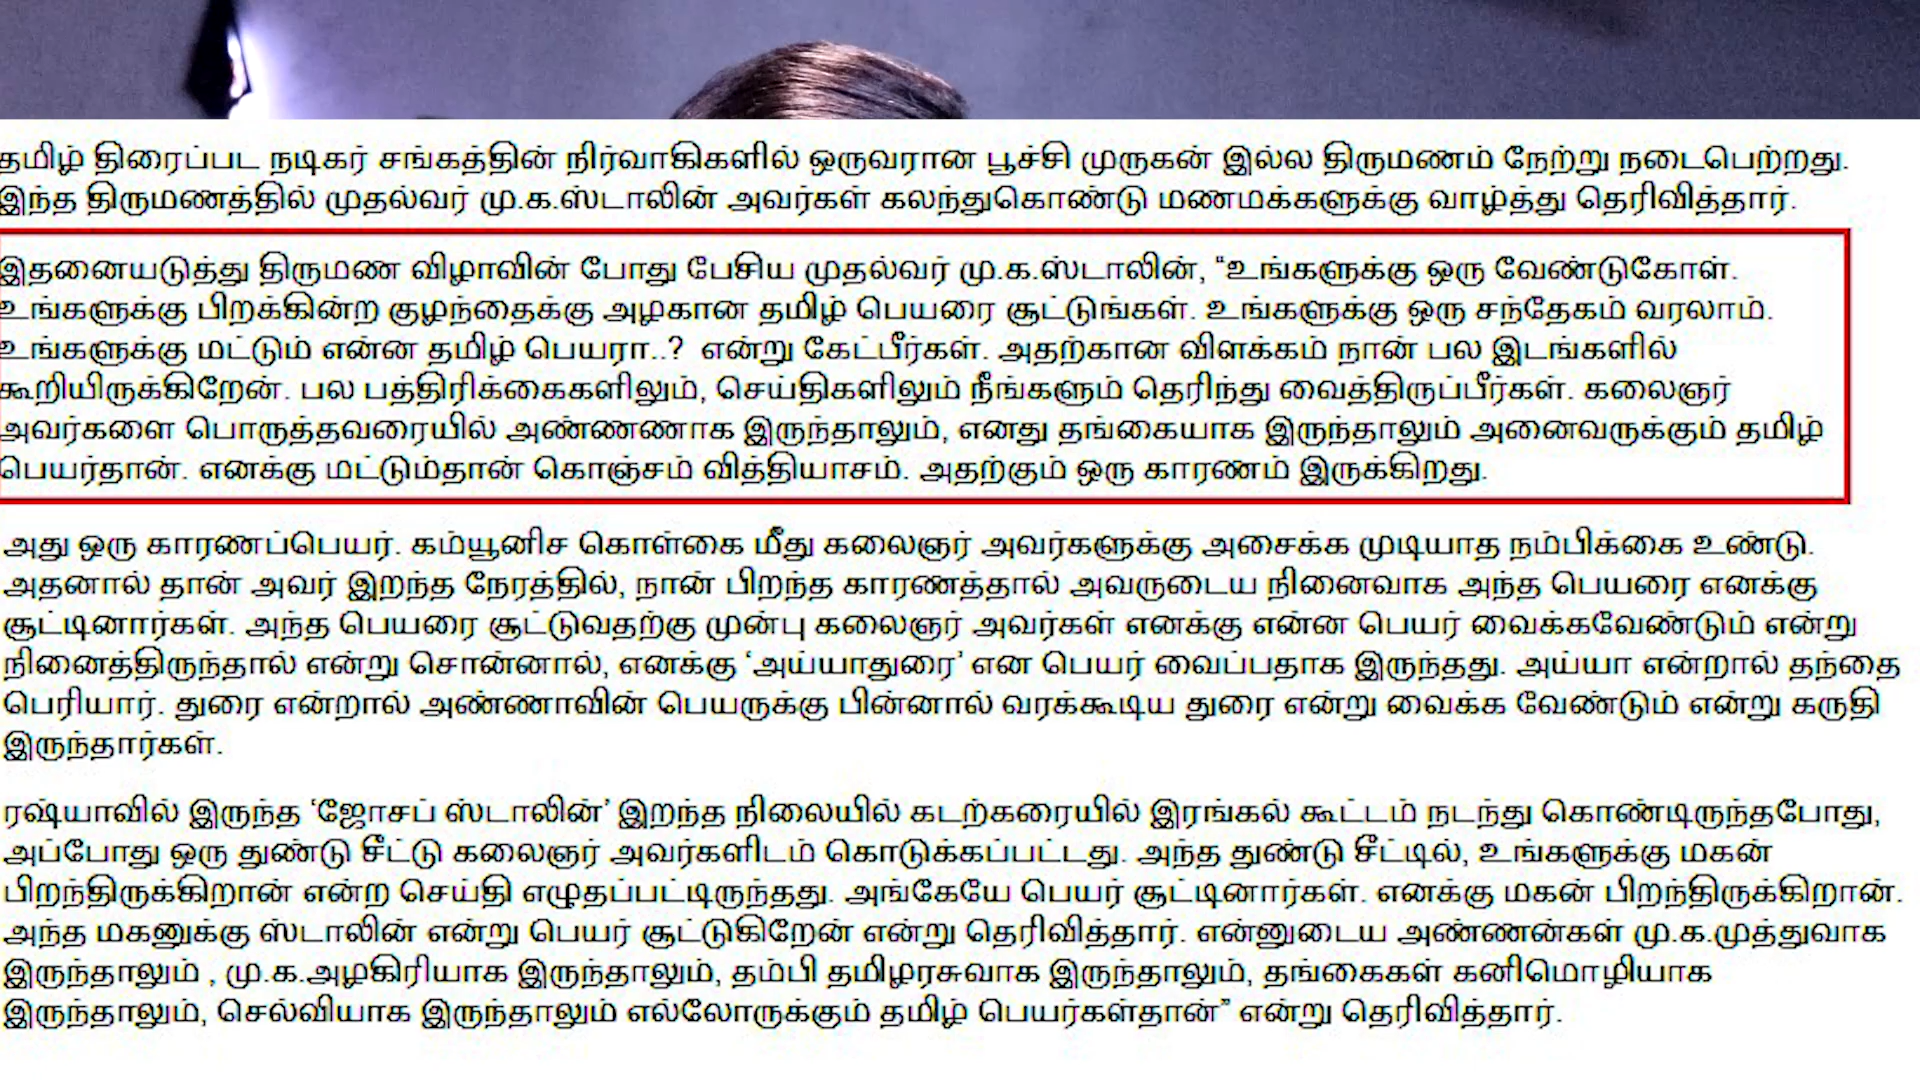 தமிழ் திரைப்பட நடிகர் சங்கத்தின் நிர்வாகிகளில் ஒருவரான பூச்சி முருகன் இல்ல திருமணம் நேற்று நடைபெற்றது.
இந்த திருமணத்தில் முதல்வர் மு.க.ஸ்டாலின் அவர்கள் கலந்துகொண்டு மணமக்களுக்கு வாழ்த்து தெரிவித்தார்.
இதனையடுத்து திருமண விழாவின் போது பேசிய முதல்வர் மு.க.ஸ்டாலின், “உங்களுக்கு ஒரு வேண்டுகோள்.
உங்களுக்கு பிறக்கின்ற குழந்தைக்கு அழகான தமிழ் பெயரை சூட்டுங்கள். உங்களுக்கு ஒரு சந்தேகம் வரலாம்.
உங்களுக்கு மட்டும் என்ன தமிழ் பெயரா..? என்று கேட்பீர்கள். அதற்கான விளக்கம் நான் பல இடங்களில்
கூறியிருக்கிறேன். பல பத்திரிக்கைகளிலும், செய்திகளிலும் நீங்களும் தெரிந்து வைத்திருப்பீர்கள். கலைஞர்
அவர்களை பொருத்தவரையில் அண்ணணாக இருந்தாலும், எனது தங்கையாக இருந்தாலும் அனைவருக்கும் தமிழ்
பெயர்தான். எனக்கு மட்டும்தான் கொஞ்சம் வித்தியாசம். அதற்கும் ஒரு காரணம் இருக்கிறது.
அது ஒரு காரணப்பெயர். கம்யூனிச கொள்கை மீது கலைஞர் அவர்களுக்கு அசைக்க முடியாத நம்பிக்கை உண்டு.
அதனால் தான் அவர் இறந்த நேரத்தில், நான் பிறந்த காரணத்தால் அவருடைய நினைவாக அந்த பெயரை எனக்கு
சூட்டினார்கள். அந்த பெயரை சூட்டுவதற்கு முன்பு கலைஞர் அவர்கள் எனக்கு என்ன பெயர் வைக்கவேண்டும் என்று
நினைத்திருந்தால் என்று சொன்னால், எனக்கு ‘அய்யாதுரை’ என பெயர் வைப்பதாக இருந்தது. அய்யா என்றால் தந்தை
பெரியார். துரை என்றால் அண்ணாவின் பெயருக்கு பின்னால் வரக்கூடிய துரை என்று வைக்க வேண்டும் என்று கருதி
இருந்தார்கள்.
ரஷ்யாவில் இருந்த ‘ஜோசப் ஸ்டாலின்’ இறந்த நிலையில் கடற்கரையில் இரங்கல் கூட்டம் நடந்து கொண்டிருந்தபோது,
அப்போது ஒரு துண்டு சீட்டு கலைஞர் அவர்களிடம் கொடுக்கப்பட்டது. அந்த துண்டு சீட்டில், உங்களுக்கு மகன்
பிறந்திருக்கிறான் என்ற செய்தி எழுதப்பட்டிருந்தது. அங்கேயே பெயர் சூட்டினார்கள். எனக்கு மகன் பிறந்திருக்கிறான்.
அந்த மகனுக்கு ஸ்டாலின் என்று பெயர் சூட்டுகிறேன் என்று தெரிவித்தார். என்னுடைய அண்ணன்கள் மு.க.முத்துவாக
இருந்தாலும் , மு.க.அழகிரியாக இருந்தாலும், தம்பி தமிழரசுவாக இருந்தாலும், தங்கைகள் கனிமொழியாக
இருந்தாலும், செல்வியாக இருந்தாலும் எல்லோருக்கும் தமிழ் பெயர்கள்தான்” என்று தெரிவித்தார்.